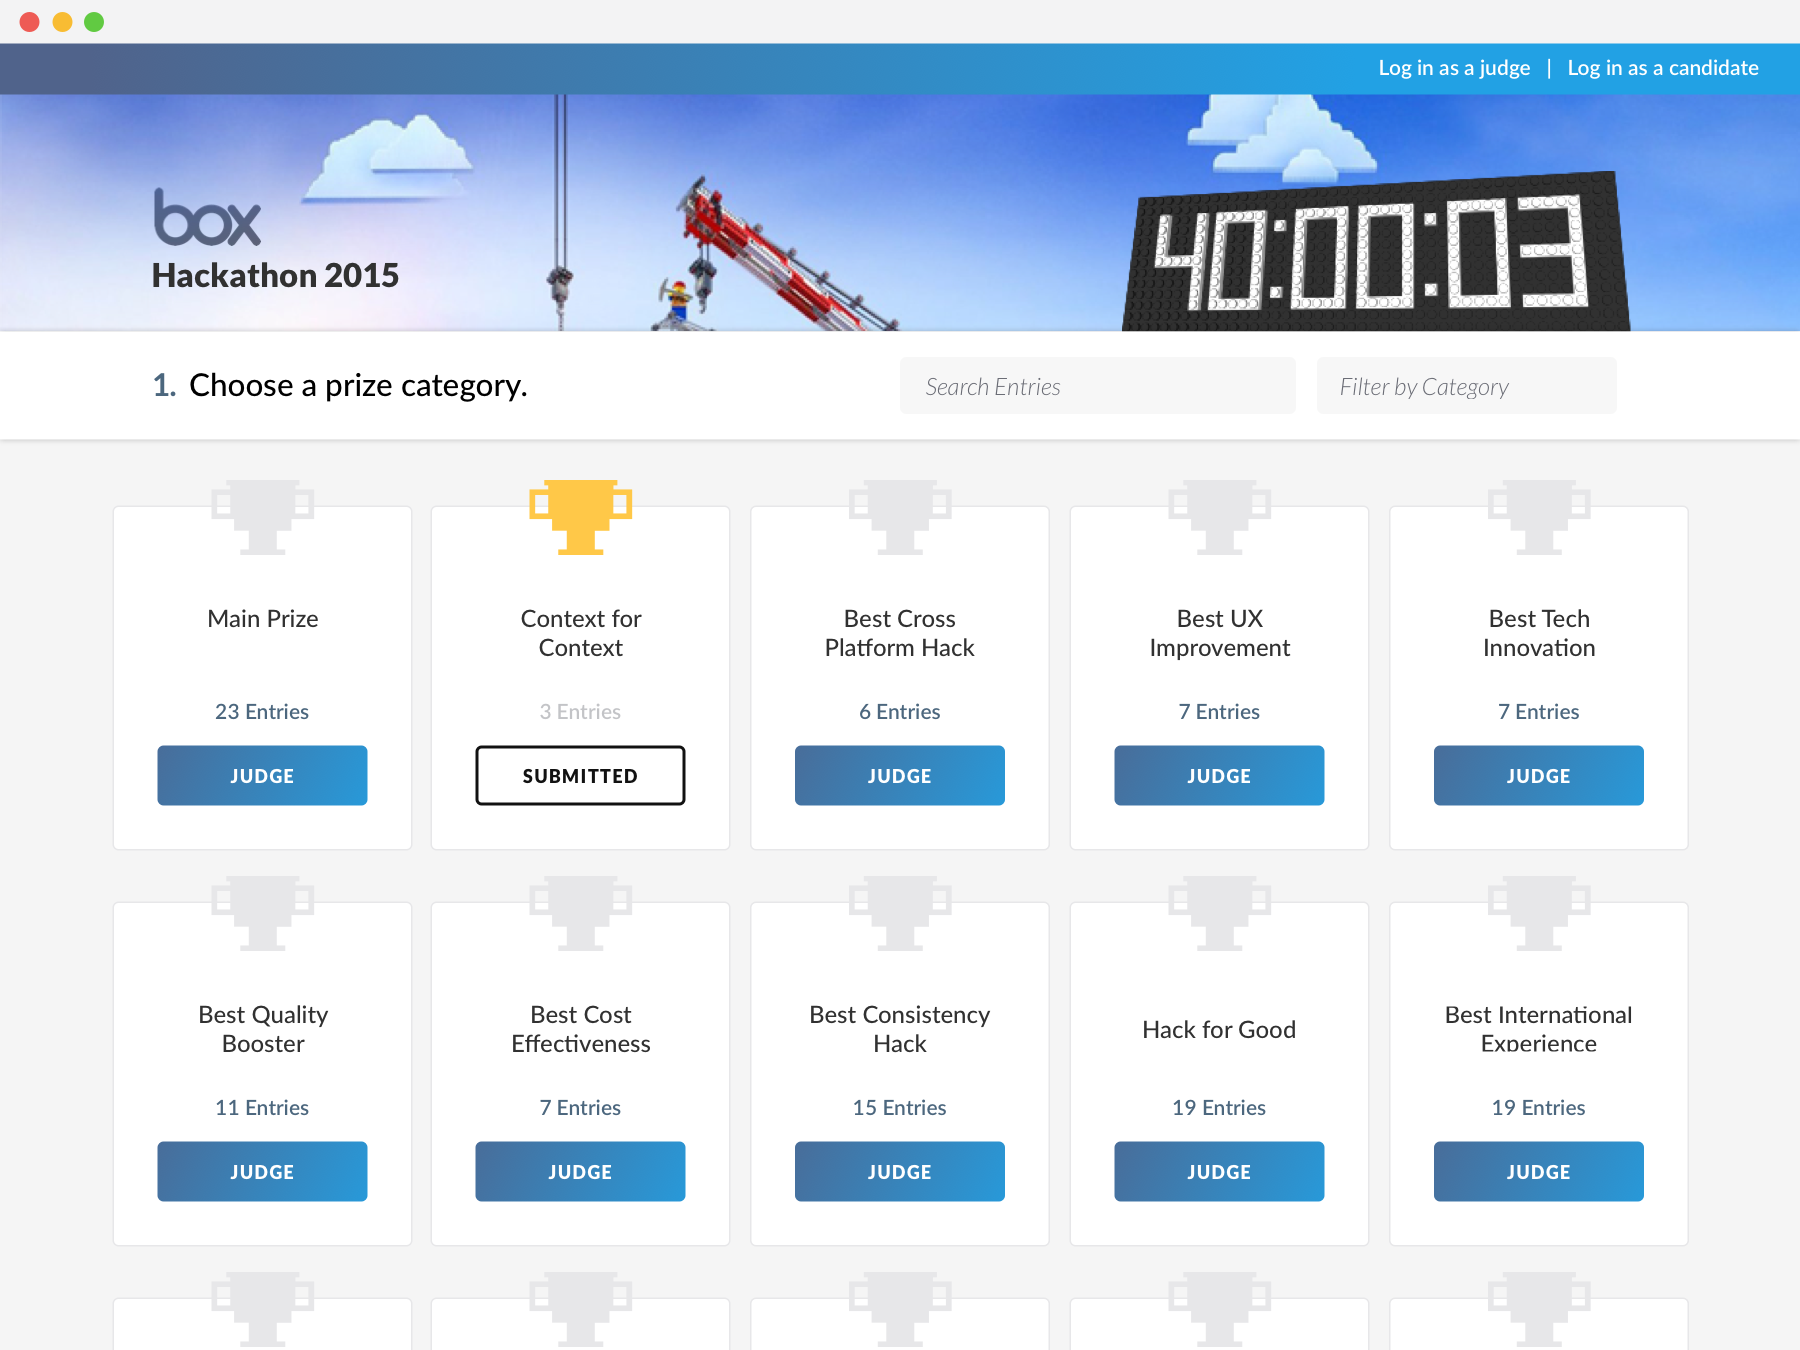 Log in as a judge | Log in as a candidate
box
Hackathon 2015
40:00:03
1. Choose a prize category.
Search Entries
Filter by Category
Main Prize
23 Entries
JUDGE
Context for
Context
3 Entries
SUBMITTED
Best Cross
Platform Hack
6 Entries
JUDGE
Best UX
Improvement
7 Entries
JUDGE
Best Tech
Innovation
7 Entries
JUDGE
Best Quality
Booster
11 Entries
JUDGE
Best Cost
Effectiveness
7 Entries
JUDGE
Best Consistency
Hack
15 Entries
JUDGE
Hack for Good
19 Entries
JUDGE
Best International
Experience
19 Entries
JUDGE